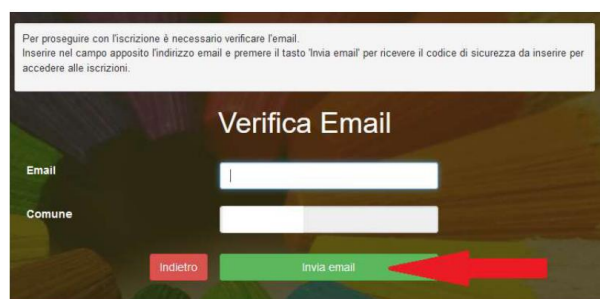 Per proseguire con l'iscrizione è necessario verificare l'email.
Inserire nel campo apposito l'indirizzo email e premere il tasto 'Invia email' per ricevere il codice di sicurezza da inserire per
accedere alle iscrizioni.
Verifica Email
Email
Comune
Indietro Invia email